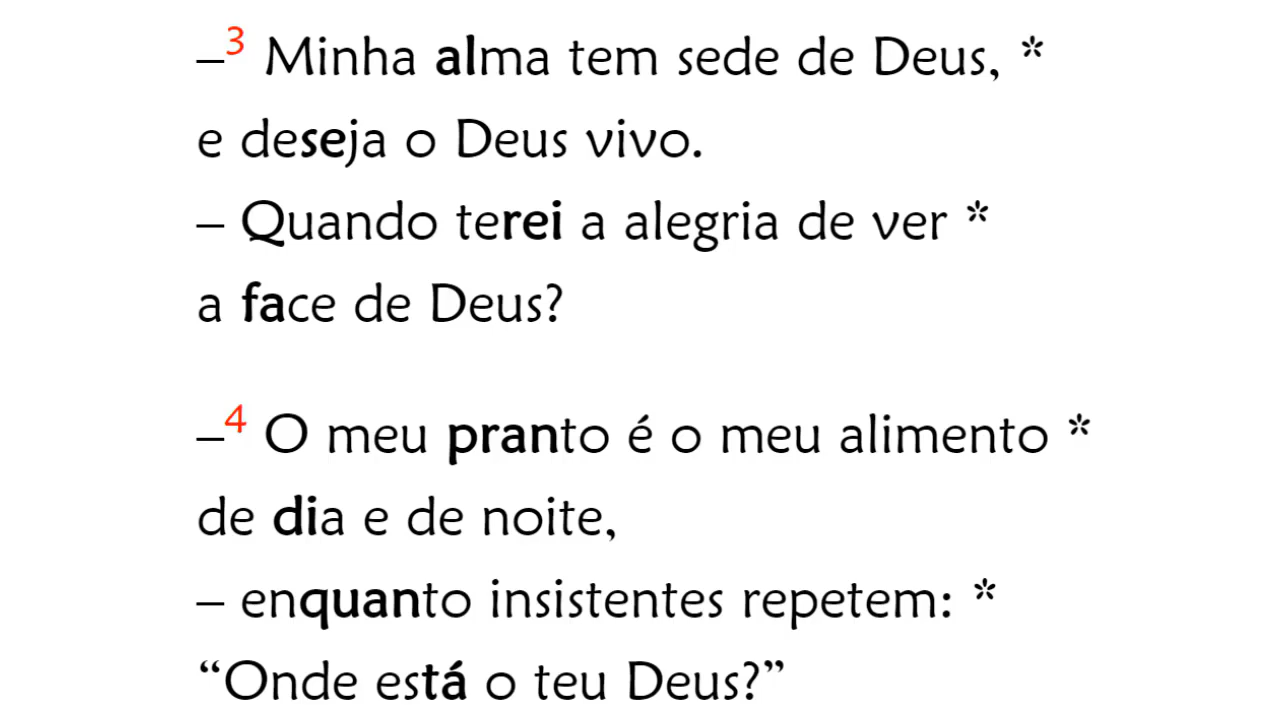 –3 Minha alma tem sede de Deus, *
e deseja o Deus vivo.
– Quando terei a alegria de ver *
a face de Deus?
–4 O meu pranto é o meu alimento *
de dia e de noite,
– enquanto insistentes repetem: *
“Onde está o teu Deus?”